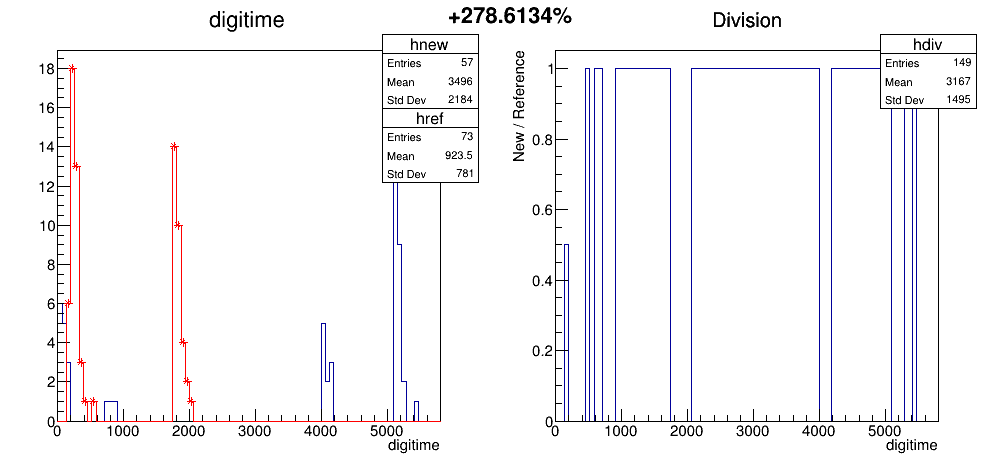 +278.6134%
digitime
hnew
Entries 57
Mean 3496
Std Dev 2184
href
Entries 73
Mean 923.5
Std Dev 781
18
16
14
12
10
8
6
4
2
0
0 1000 2000 3000 4000 5000
digitime
Division
hdiv
Entries 149
Mean 3167
Std Dev 1495
New / Reference
1
0.8
0.6
0.4
0.2
0
0 1000 2000 3000 4000 5000
digitime